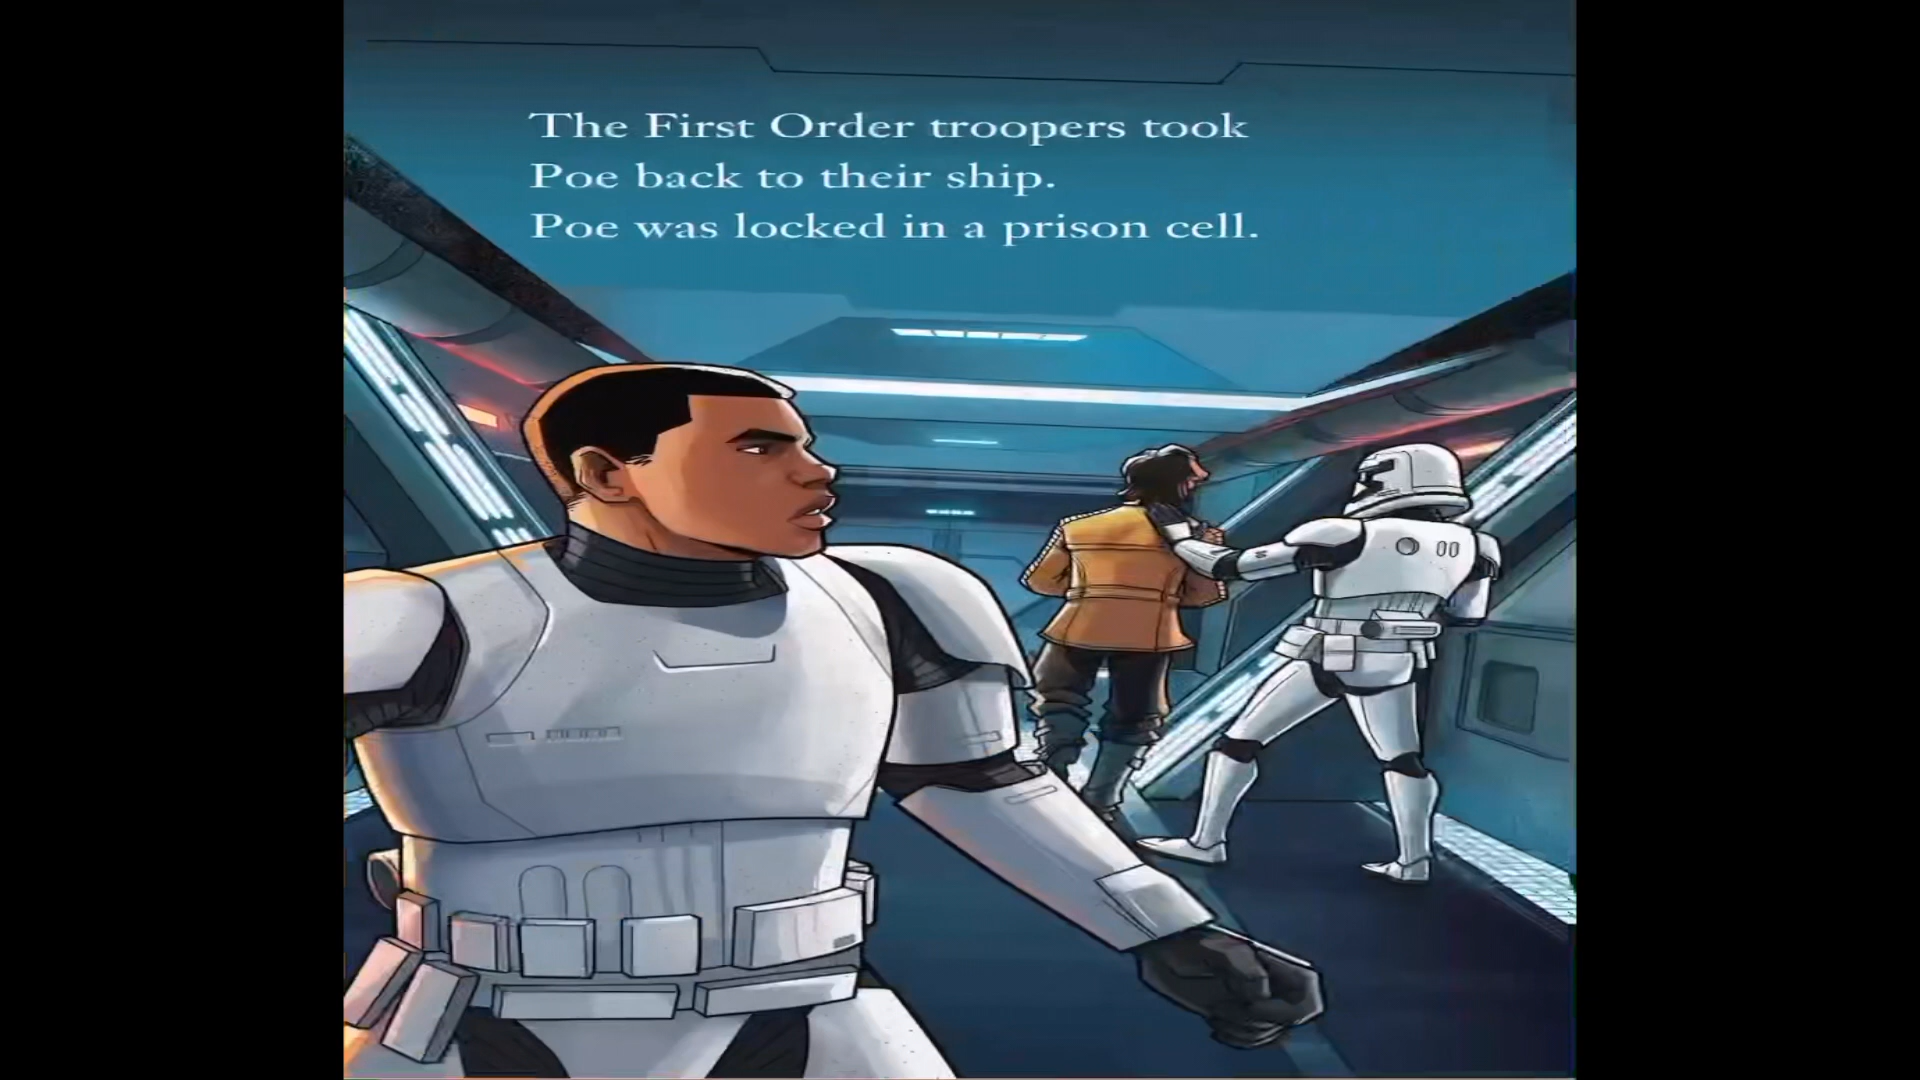 The First Order troopers took
Poe back to their ship.
Poe was locked in a prison cell.